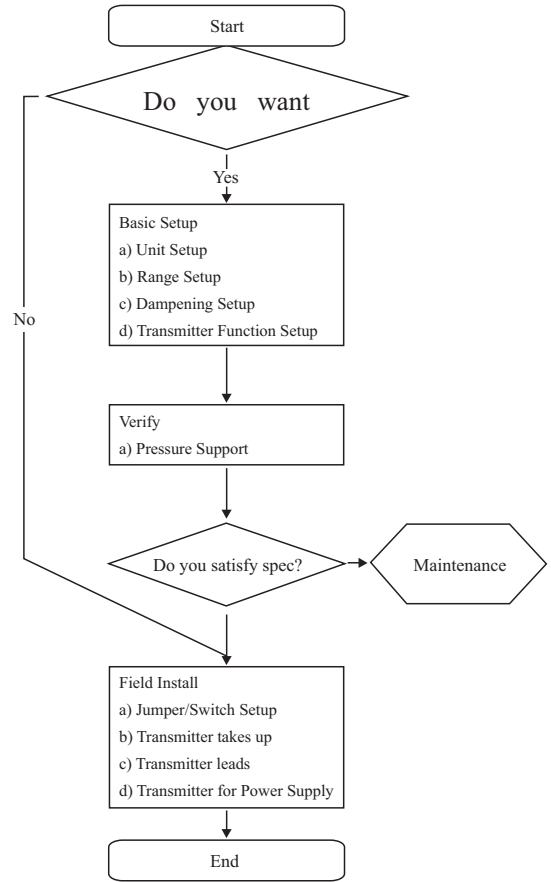 Start
Do you want
Yes
Basic Setup
a) Unit Setup
b) Range Setup
c) Dampening Setup
d) Transmitter Function Setup
No
Verify
a) Pressure Support
Do you satisfy spec?
Maintenance
Field Install
a) Jumper/Switch Setup
b) Transmitter takes up
c) Transmitter leads
d) Transmitter for Power Supply
End